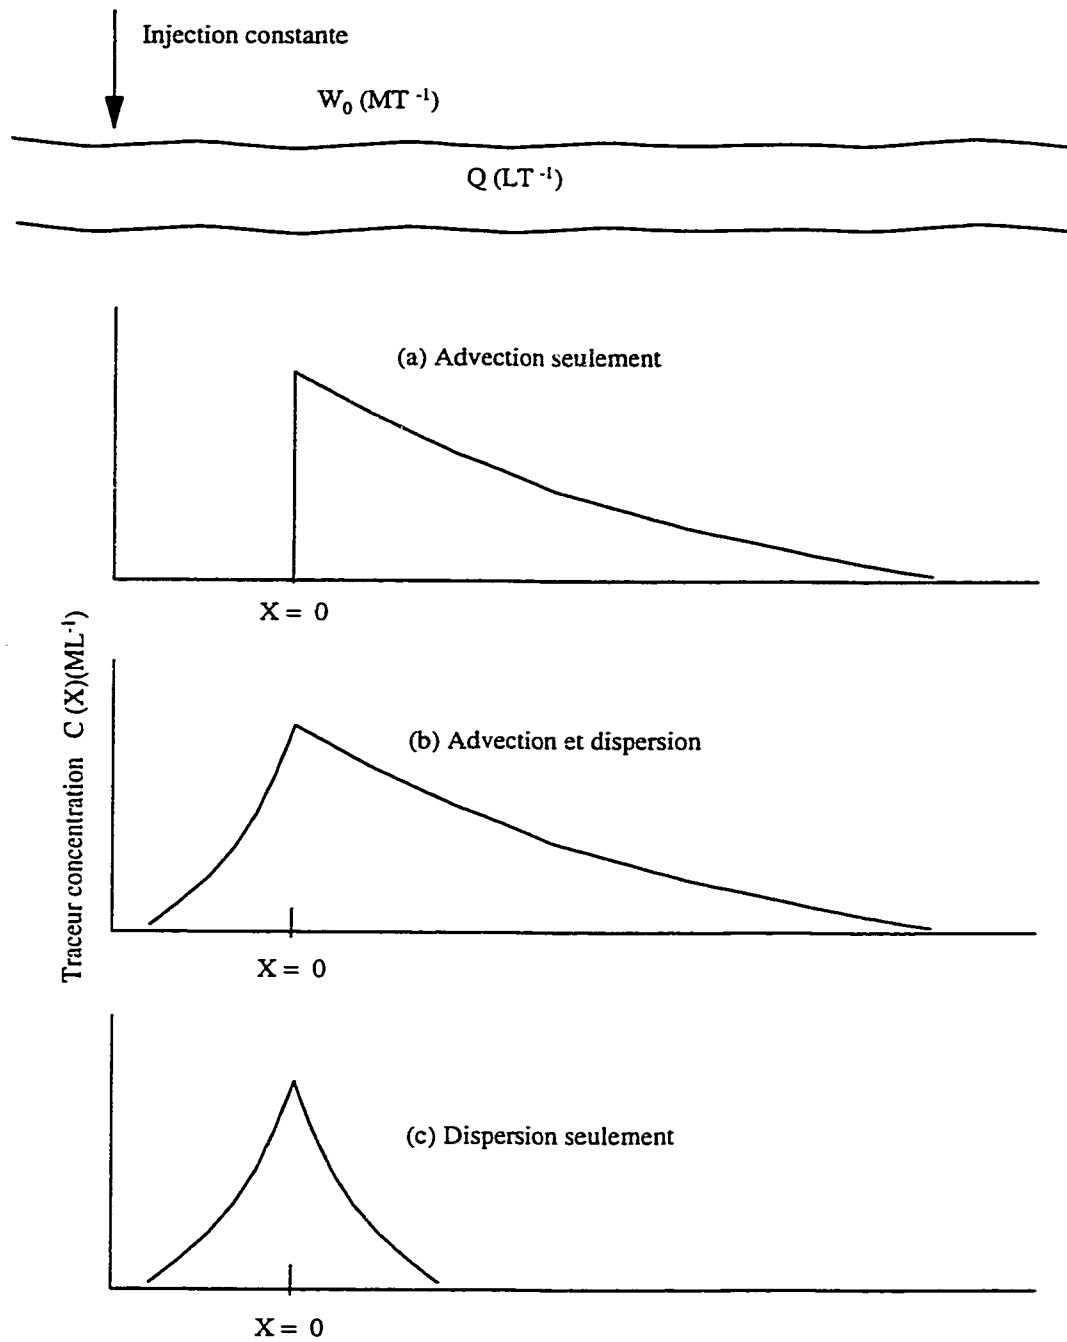 Injection constante
W₀ (MT ⁻¹)
Q (LT ⁻¹)
(a) Advection seulement
X = 0
Traceur concentration C (X)(ML⁻¹)
(b) Advection et dispersion
X = 0
(c) Dispersion seulement
X = 0